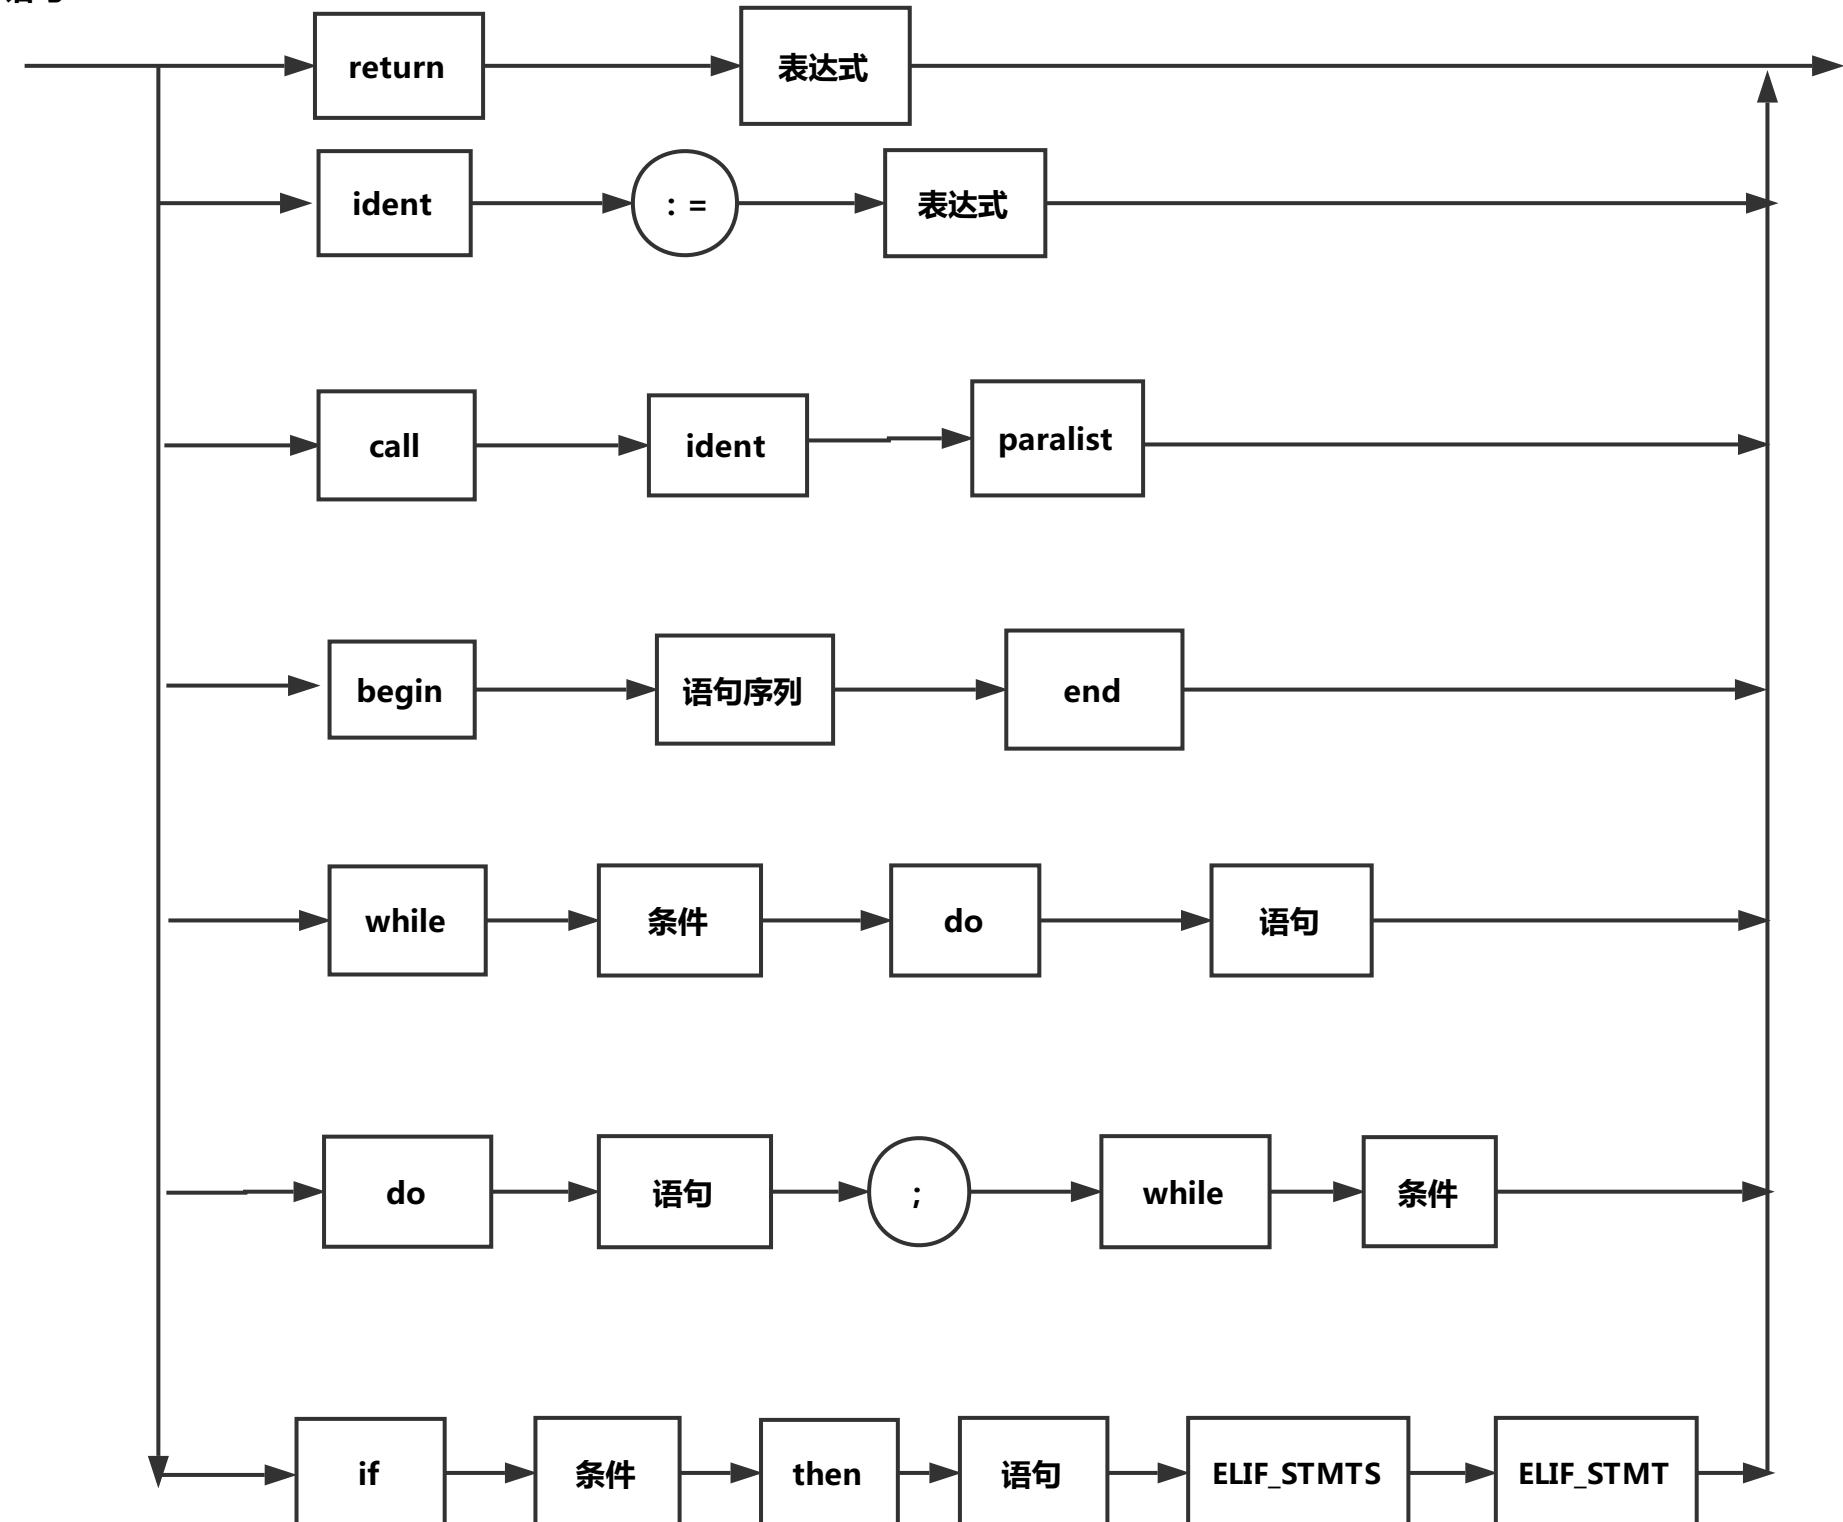 return 表达式
ident := 表达式
call ident paralist
begin 语句序列 end
while 条件 do 语句
do 语句 ; while 条件
if 条件 then 语句 ELIF_STMTS ELIF_STMT